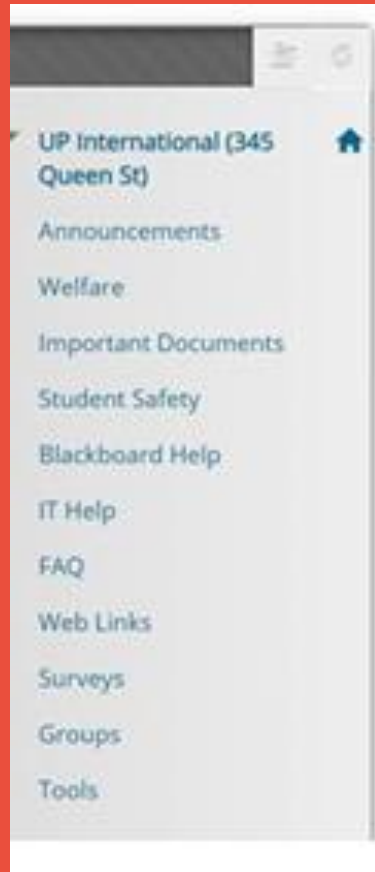 UP International (345
Queen St)
Announcements
Welfare
Important Documents
Student Safety
Blackboard Help
IT Help
FAQ
Web Links
Surveys
Groups
Tools